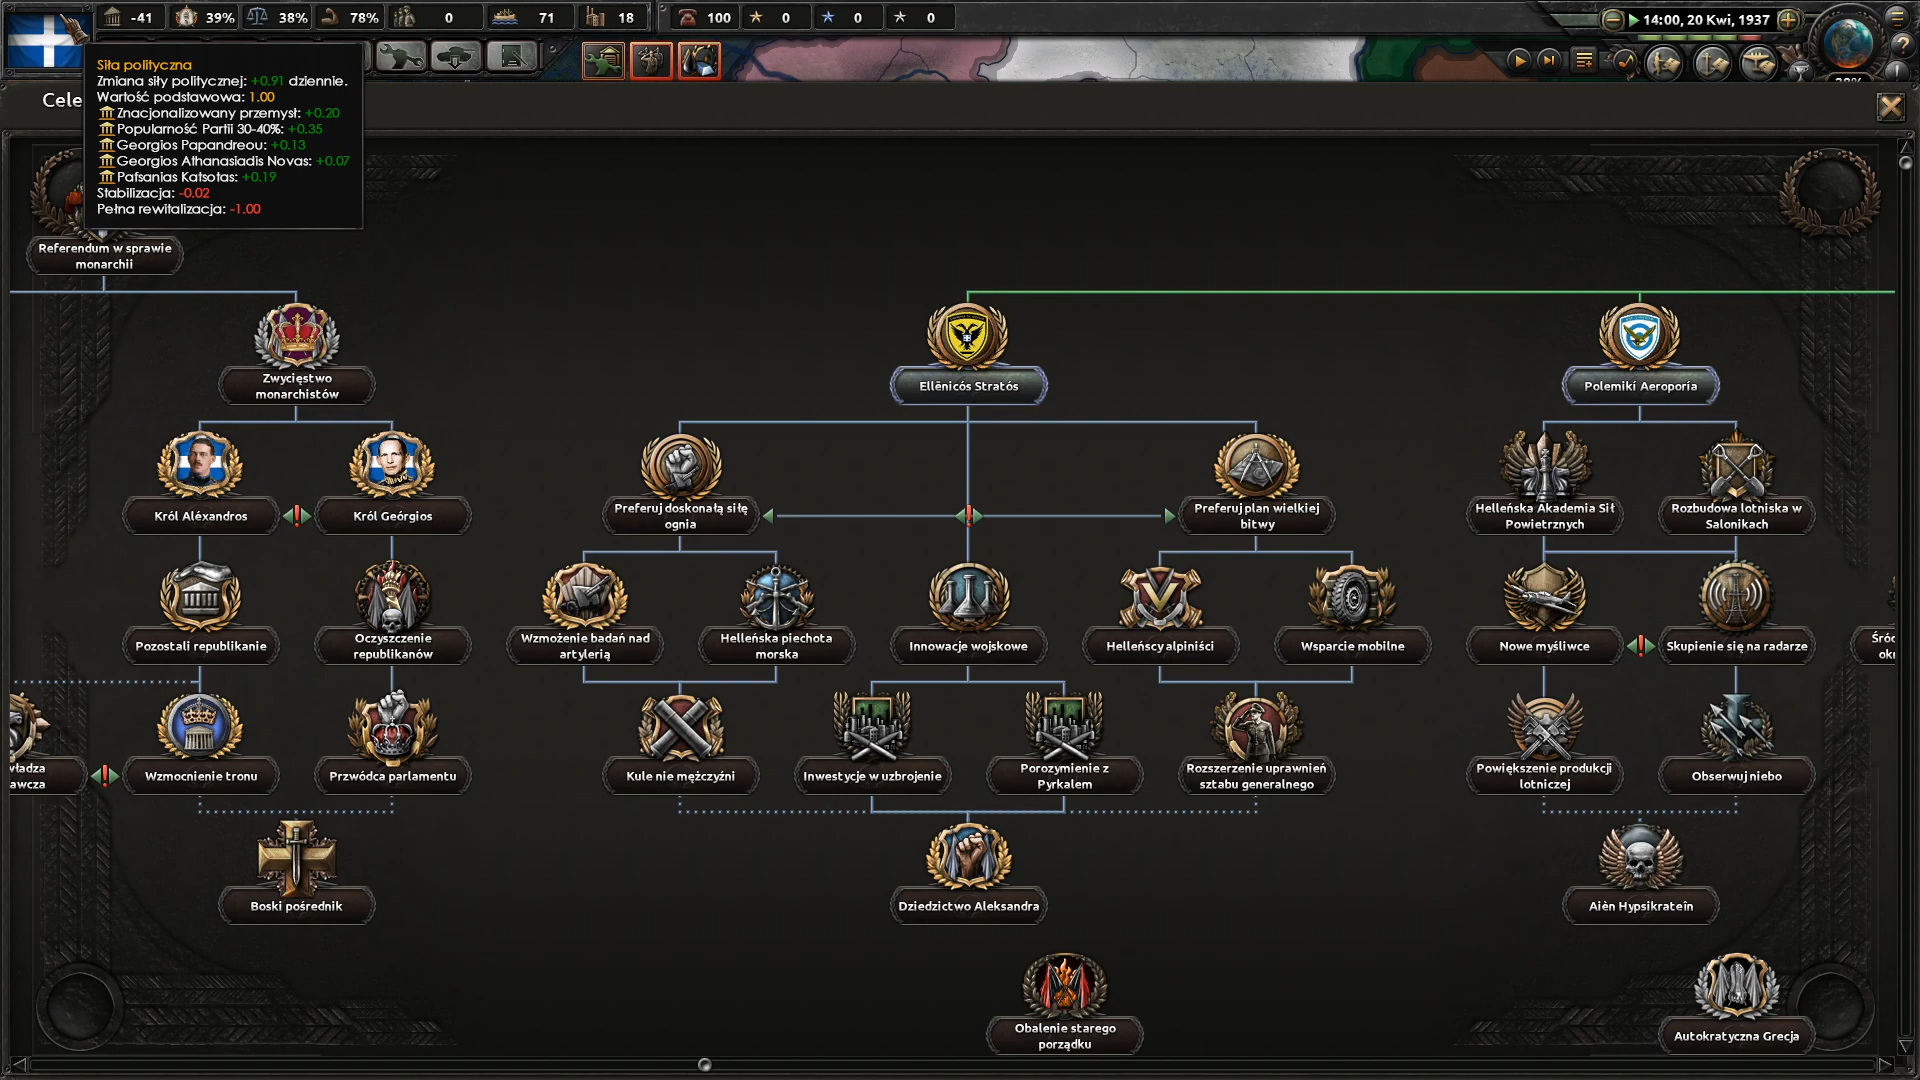 -41
39%
38%
78%
0
71
18
100
0
0
0
14:00, 20 Kwi, 1937
Siła polityczna
Zmiana siły politycznej: +0.91 dziennie.
Wartość podstawowa: 1.00
Znacjonalizowany przemysł: +0.20
Popularność Partii 30-40%: +0.35
Georgios Papandreou: +0.13
Georgios Athanasiadis Novas: +0.07
Pafsanias Katsotas: +0.19
Stabilizacja: -0.02
Pełna rewitalizacja: -1.00
Cele
Referendum w sprawie
monarchii
Zwycięstwo
monarchistów
Ellēnicós Stratós
Polemikí Aeroporía
Król Aléxandros
Król Geórgios
Preferuj doskonałą siłę
ognia
Preferuj plan wielkiej
bitwy
Helleńska Akademia Sił
Powietrznych
Rozbudowa lotniska w
Salonikach
Pozostali republikanie
Oczyszczenie
republikanów
Wzmożenie badań nad
artylerią
Helleńska piechota
morska
Innowacje wojskowe
Helleńscy alpiniści
Wsparcie mobilne
Nowe myśliwce
Skupienie się na radarze
Wzmocnienie tronu
Przwódca parlamentu
Kule nie mężczyźni
Inwestycje w uzbrojenie
Porozymienie z
Pyrkalem
Rozszerzenie uprawnień
sztabu generalnego
Powiększenie produkcji
lotniczej
Obserwuj niebo
Boski pośrednik
Dziedzictwo Aleksandra
Aièn Hypsikrateîn
Obalenie starego
porządku
Autokratyczna Grecja